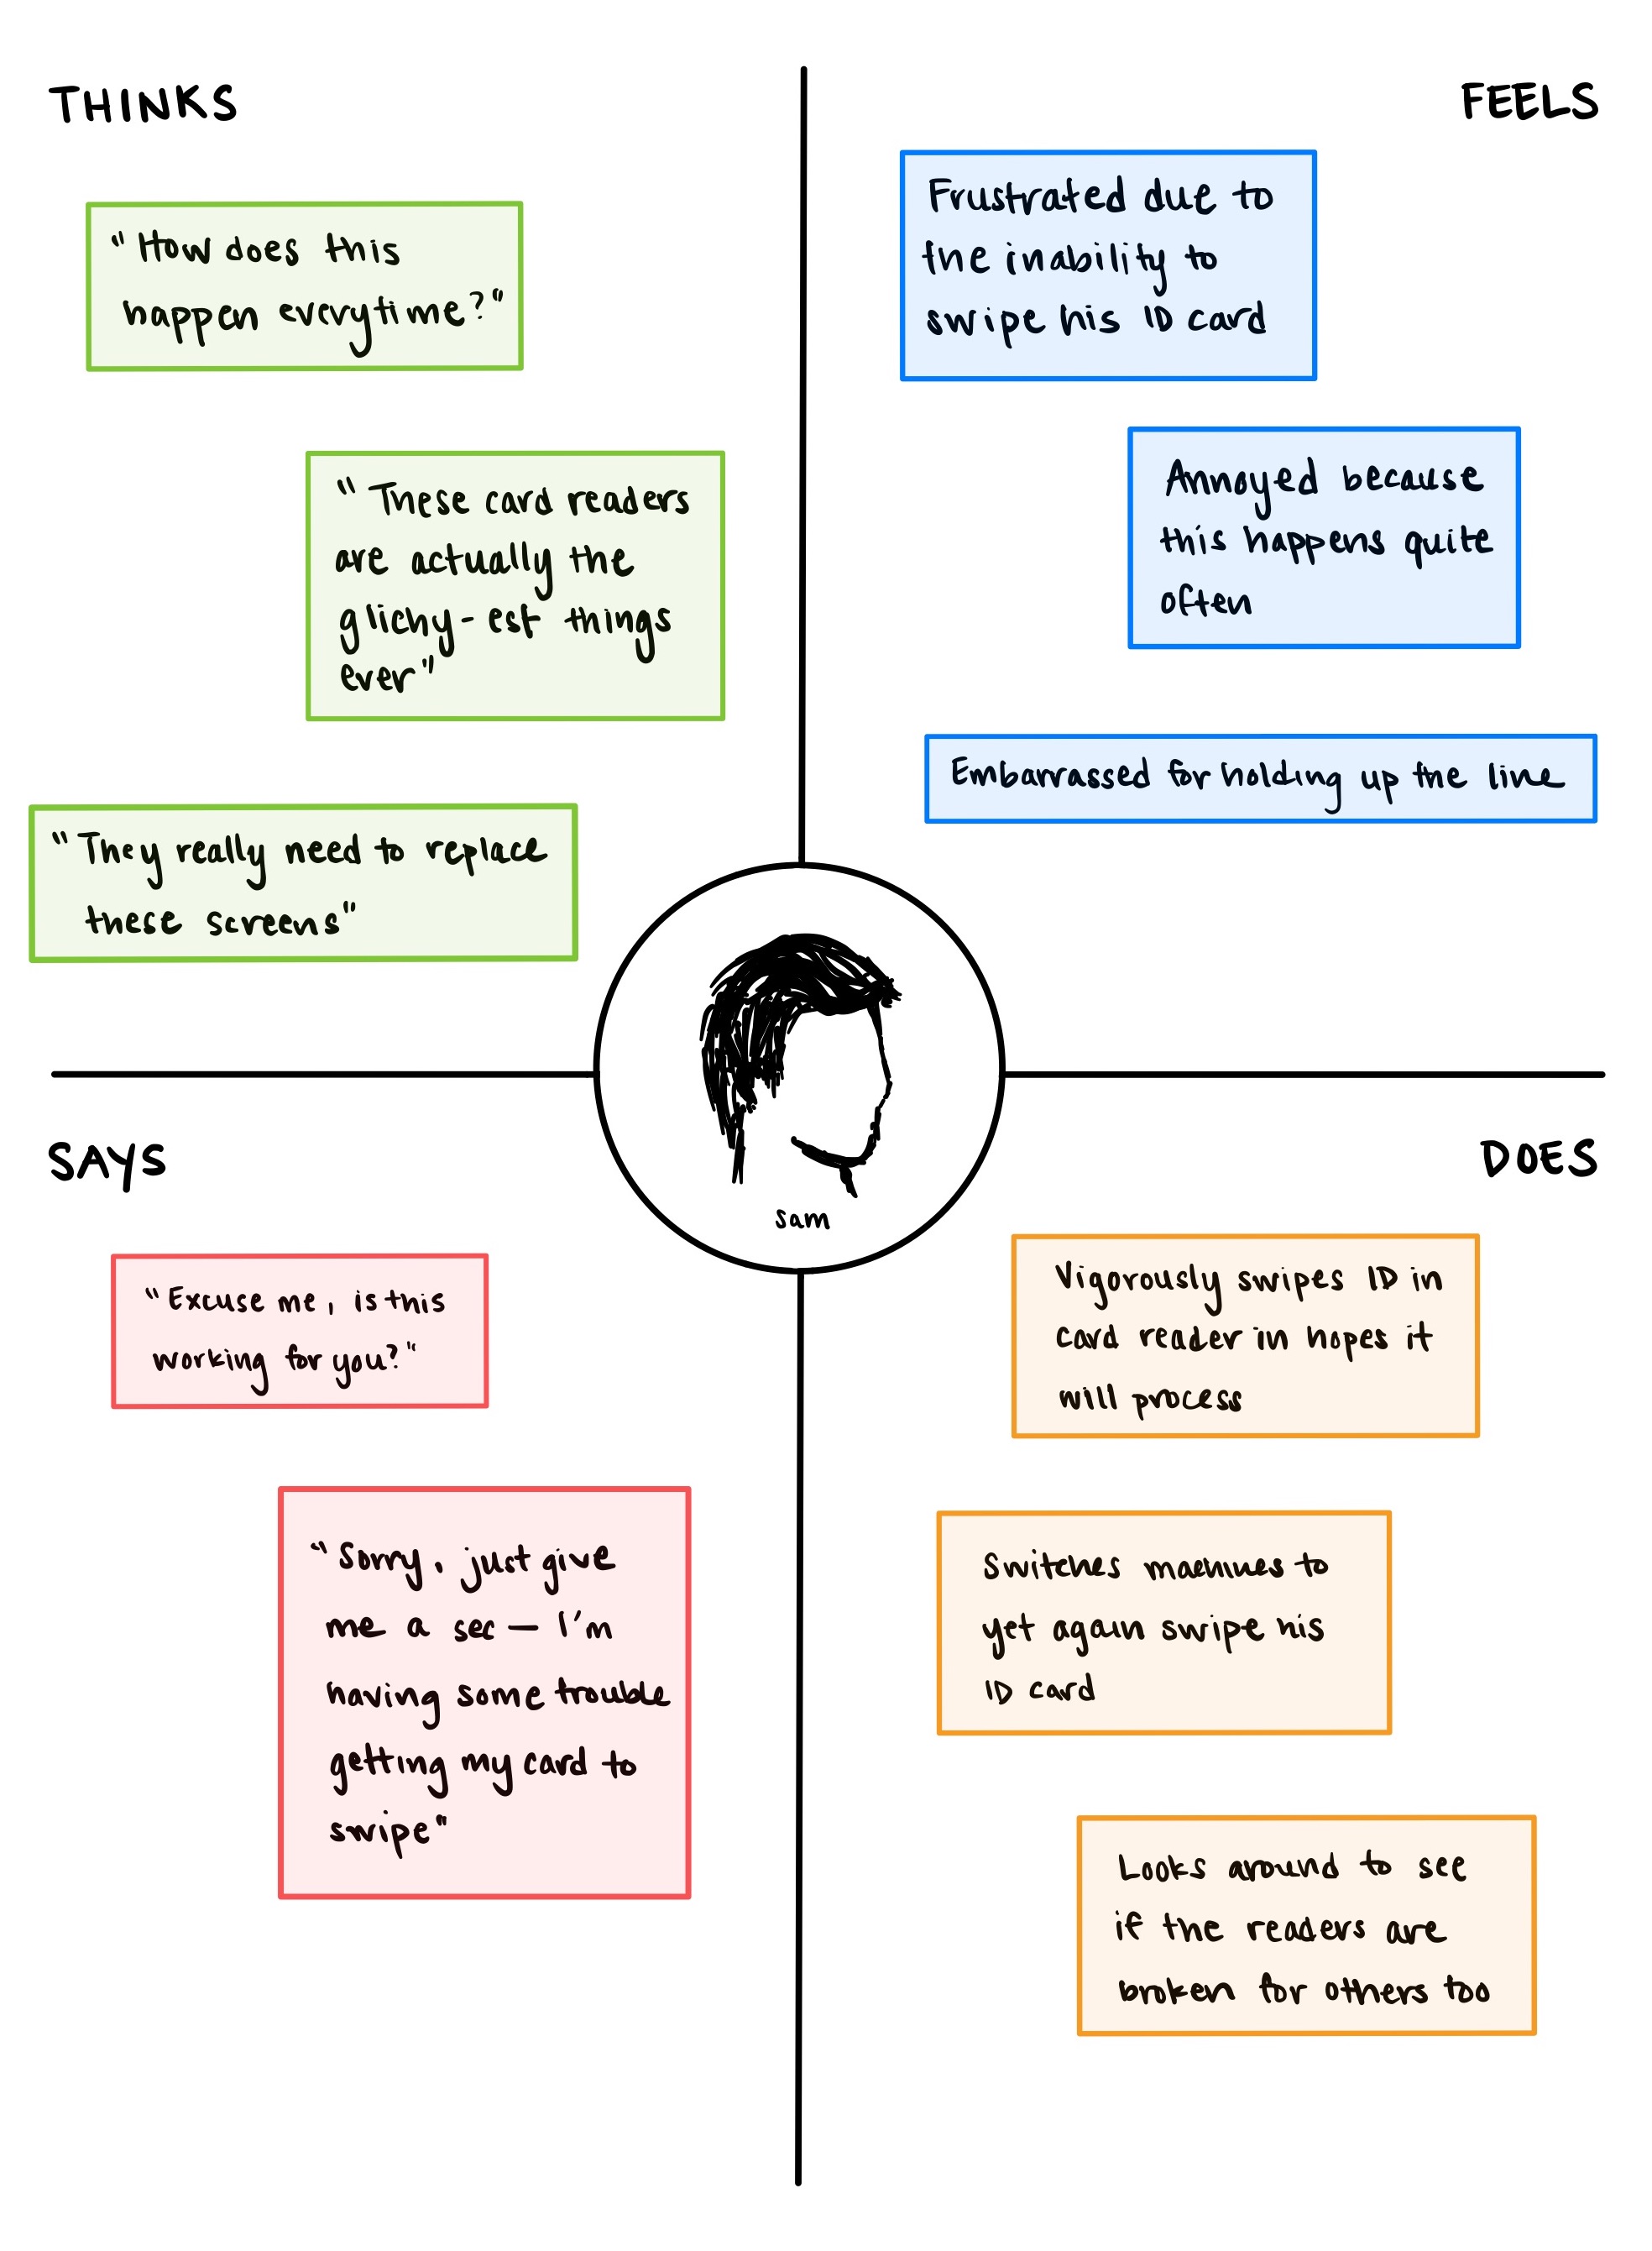 THINKS
"How does this
happen everytime?"
"These card readers
are actually the
glichy-est things
ever"
"They really need to replace
these screens"
FEELS
Frustrated due to
the inability to
swipe his ID card
Annoyed because
this happens quite
often
Embarrassed for holding up the line
sam
SAYS
"Excuse me, is this
working for you?"
"Sorry, just give
me a sec — I'm
having some trouble
getting my card to
swipe"
DOES
Vigorously swipes ID in
card reader in hopes it
will process
Switches machines to
yet again swipe his
ID card
Looks around to see
if the readers are
broken for others too